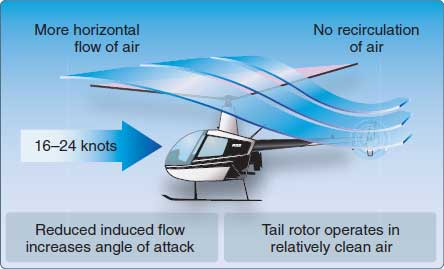 More horizontal
flow of air
No recirculation
of air
16–24 knots
Reduced induced flow
increases angle of attack
Tail rotor operates in
relatively clean air